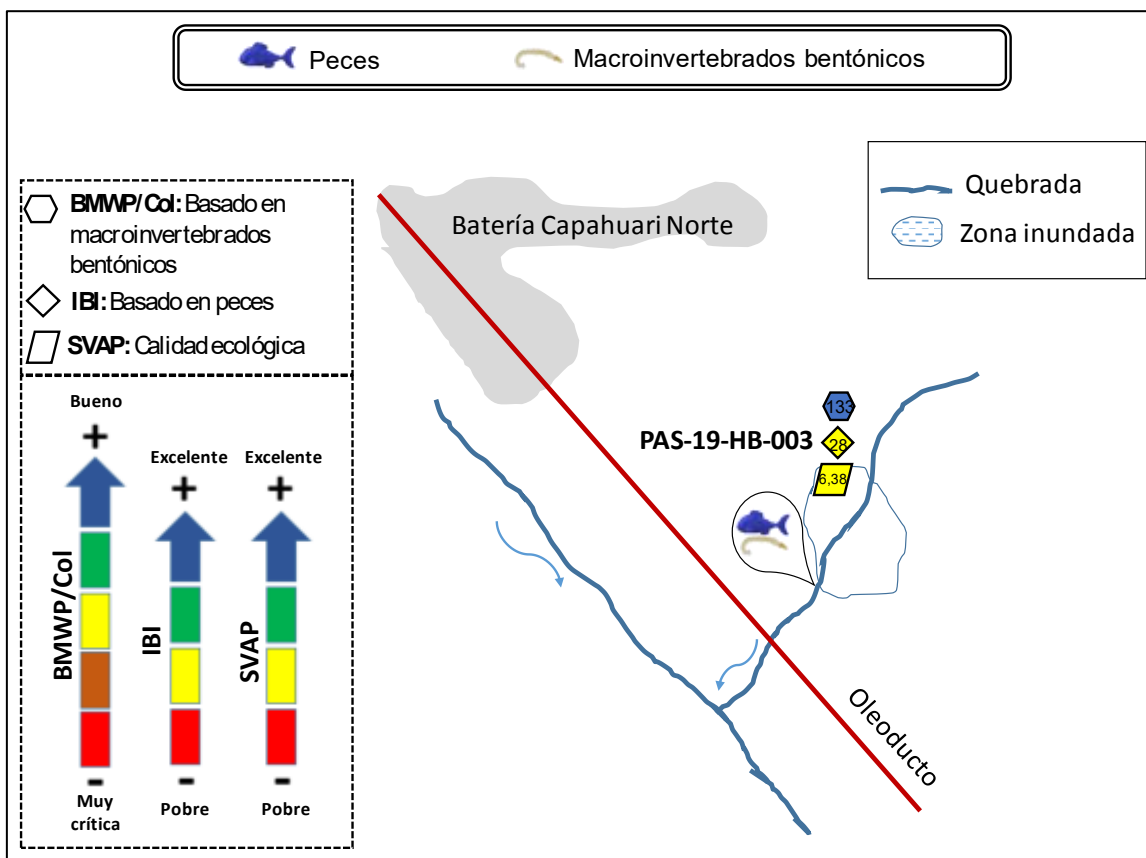 Peces
Macroinvertebrados bentónicos
BMWP/Col: Basado en
macroinvertebrados
bentónicos
IBI: Basado en peces
SVAP: Calidad ecológica
Quebrada
Zona inundada
Batería Capahuari Norte
PAS-19-HB-003
133
28
6,38
Oleoducto
Bueno
+
Excelente
+
Excelente
+
BMWP/Col
IBI
SVAP
-
Muy
crítica
-
Pobre
-
Pobre